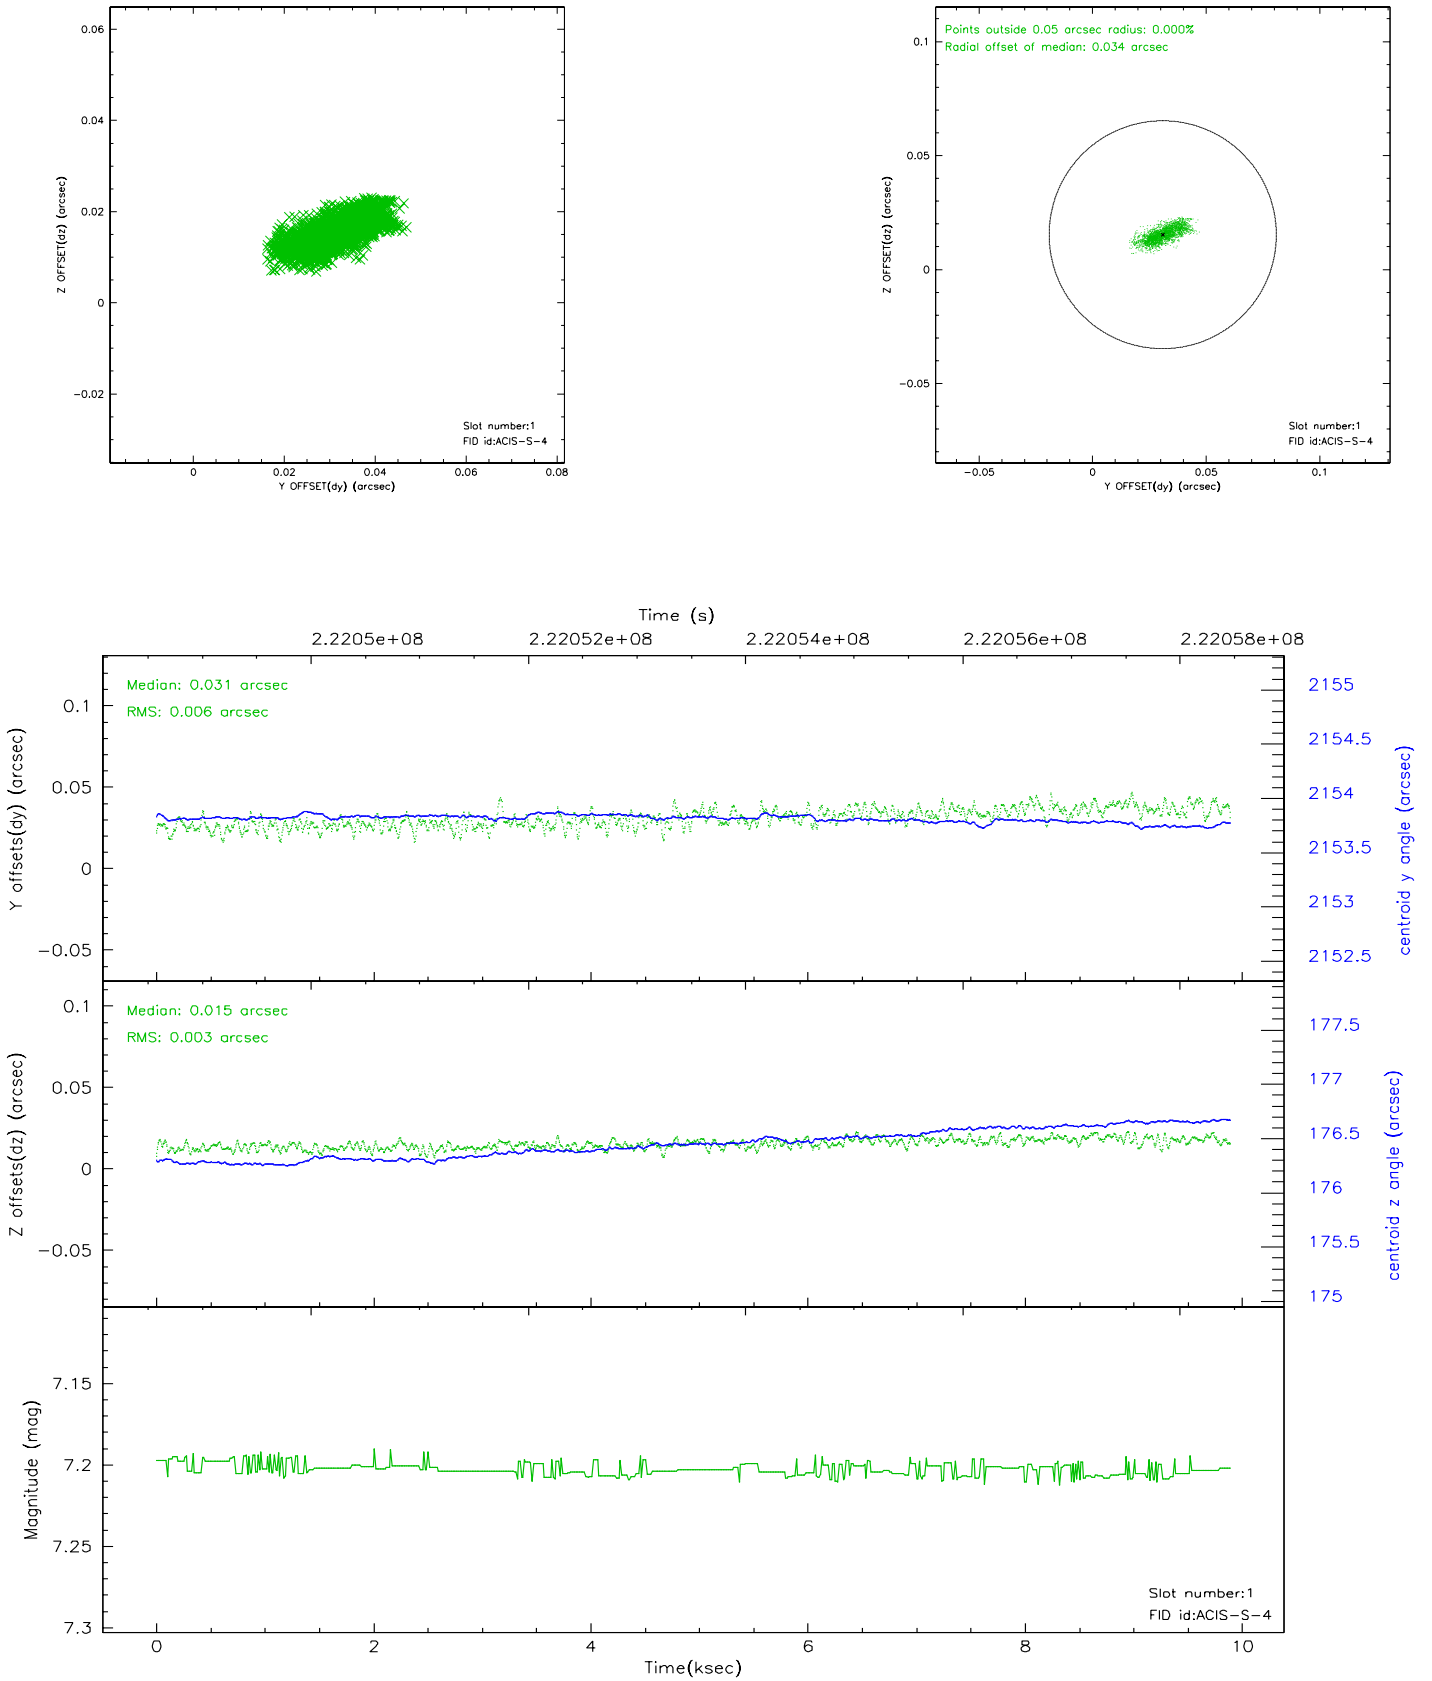 0.06
0.04
0.02
0
−0.02
Z OFFSET(dz) (arcsec)
Slot number:1
FID id:ACIS−S−4
0 0.02 0.04 0.06 0.08
Y OFFSET(dy) (arcsec)
Points outside 0.05 arcsec radius: 0.000%
Radial offset of median: 0.034 arcsec
0.1
0.05
0
−0.05
Z OFFSET(dz) (arcsec)
Slot number:1
FID id:ACIS−S−4
−0.05 0 0.05 0.1
Y OFFSET(dy) (arcsec)
Time (s)
2.2205e+08 2.22052e+08 2.22054e+08 2.22056e+08 2.22058e+08
Median: 0.031 arcsec
RMS: 0.006 arcsec
0.1
0.05
0
−0.05
Y offsets(dy) (arcsec)
2155
2154.5
2154
2153.5
2153
2152.5
centroid y angle (arcsec)
Median: 0.015 arcsec
RMS: 0.003 arcsec
0.1
0.05
0
−0.05
Z offsets(dz) (arcsec)
177.5
177
176.5
176
175.5
175
centroid z angle (arcsec)
7.15
7.2
7.25
7.3
Magnitude (mag)
Slot number:1
FID id:ACIS−S−4
0 2 4 6 8 10
Time(ksec)